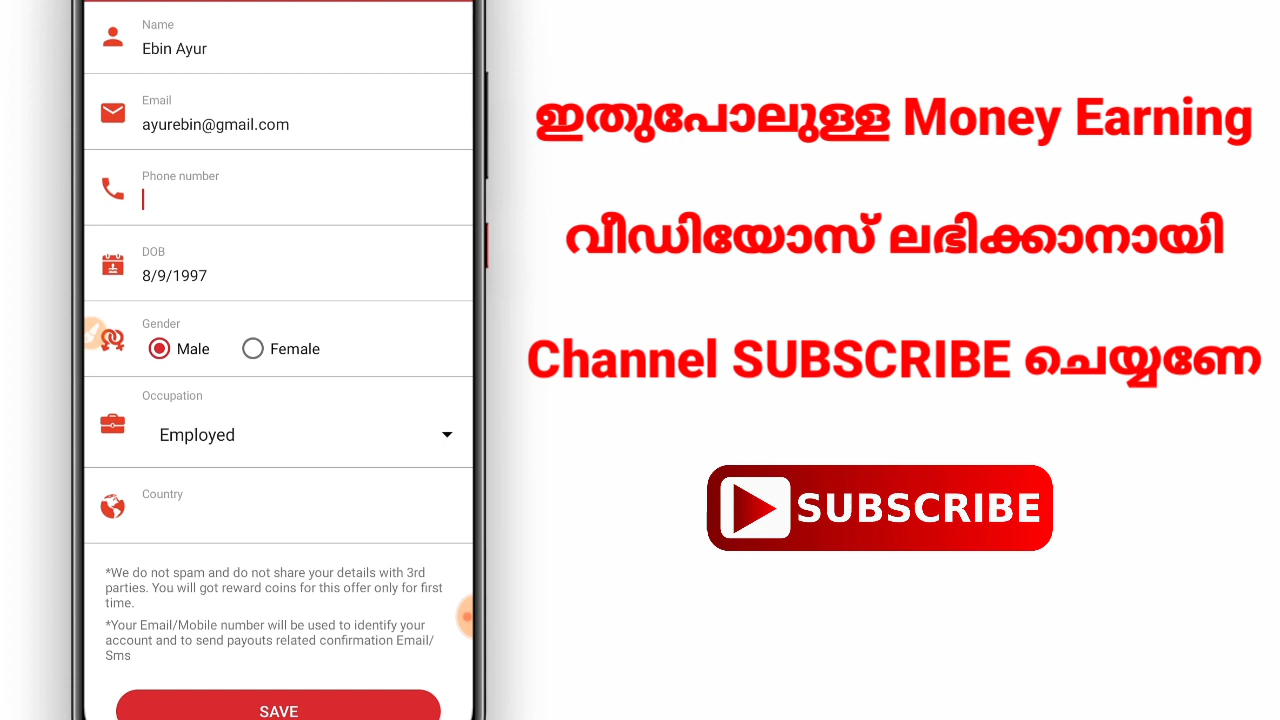 Name
Ebin Ayur
Email
ayurebin@gmail.com
Phone number
DOB
8/9/1997
Gender
Male
Female
Occupation
Employed
Country
*We do not spam and do not share your details with 3rd
parties. You will got reward coins for this offer only for first
time.
*Your Email/Mobile number will be used to identify your
account and to send payouts related confirmation Email/
Sms
SAVE
ഇതുപോലുള്ള Money Earning
വീഡിയോസ് ലഭിക്കാനായി
Channel SUBSCRIBE ചെയ്യണേ
SUBSCRIBE